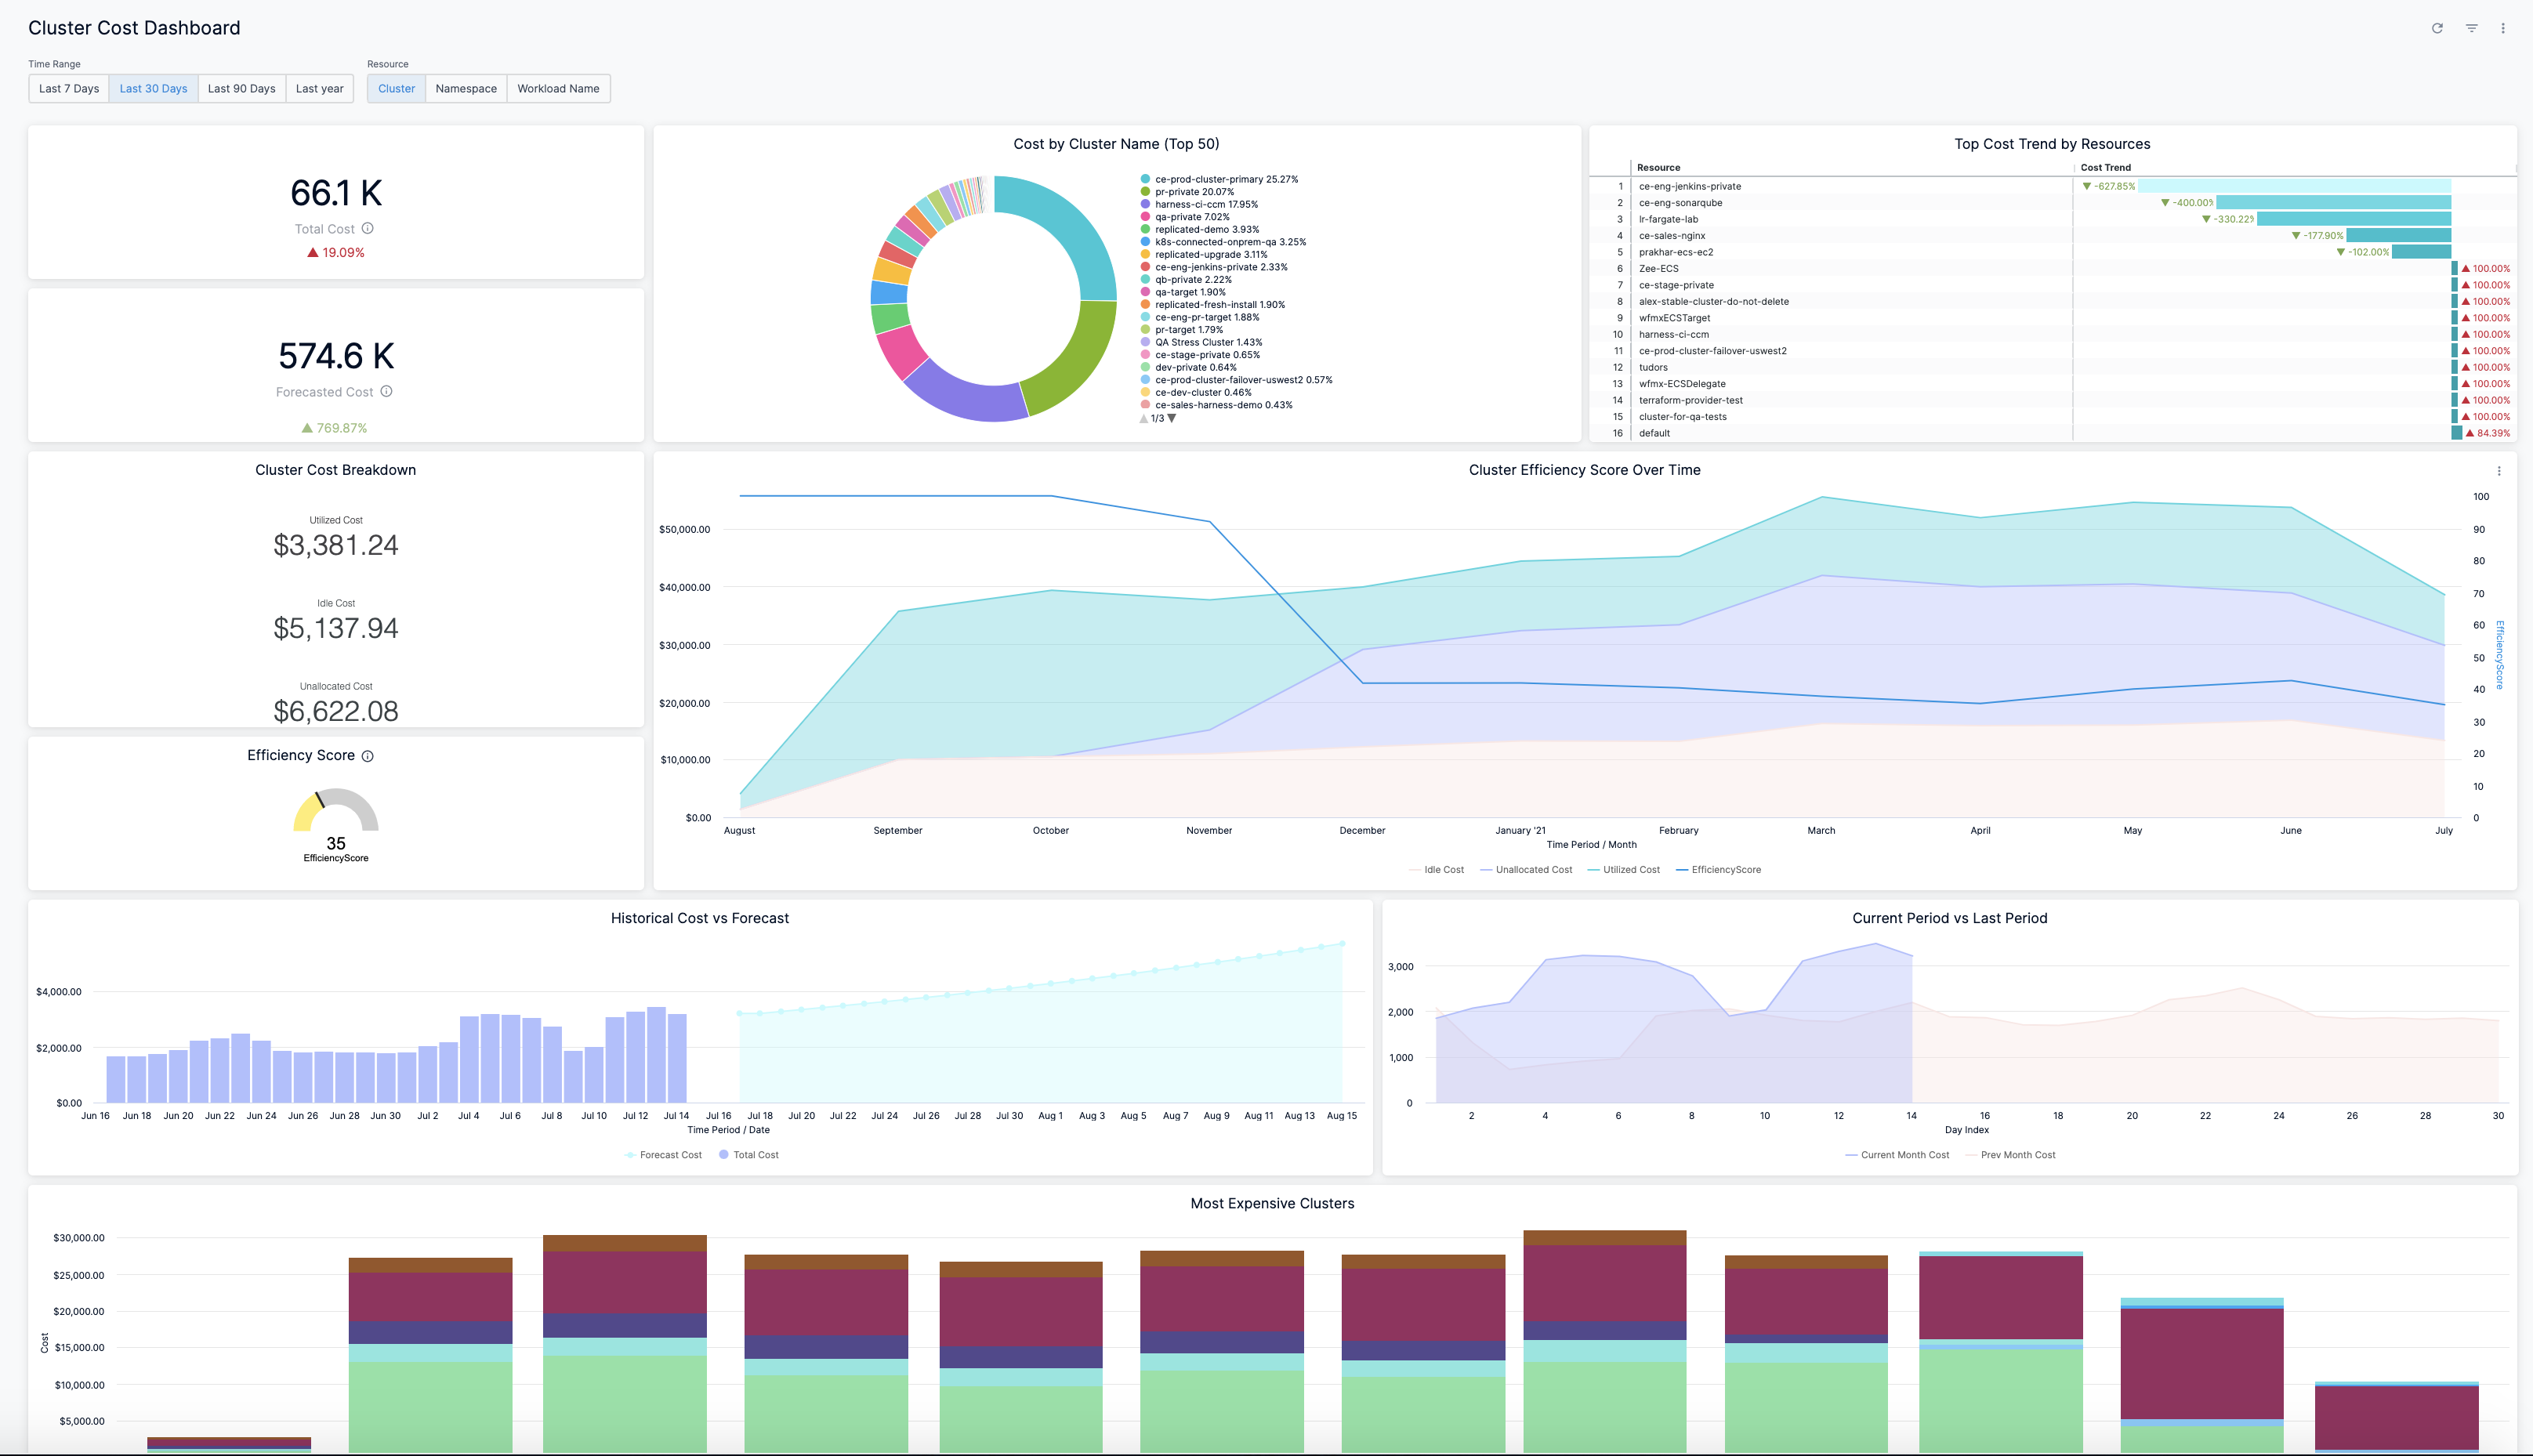 Cluster Cost Dashboard
Time Range
Resource
Last 7 Days
Last 30 Days
Last 90 Days
Last year
Cluster
Namespace
Workload Name
66.1 K
Total Cost
▲ 19.09%
574.6 K
Forecasted Cost
▲ 769.87%
Cost by Cluster Name (Top 50)
ce-prod-cluster-primary 25.27%
pr-private 20.07%
harness-ci-ccm 17.95%
qa-private 7.02%
replicated-demo 3.93%
k8s-connected-onprem-qa 3.25%
replicated-upgrade 3.11%
ce-eng-jenkins-private 2.33%
qb-private 2.22%
qa-target 1.90%
replicated-fresh-install 1.90%
ce-eng-pr-target 1.88%
pr-target 1.79%
QA Stress Cluster 1.43%
ce-stage-private 0.65%
dev-private 0.64%
ce-prod-cluster-failover-uswest2 0.57%
ce-dev-cluster 0.46%
ce-sales-harness-demo 0.43%
▲ 1/3 ▼
Top Cost Trend by Resources
Resource Cost Trend
1 ce-eng-jenkins-private ▼ -627.85%
2 ce-eng-sonarqube ▼ -400.00%
3 lr-fargate-lab ▼ -330.22%
4 ce-sales-nginx ▼ -177.90%
5 prakhar-ecs-ec2 ▼ -102.00%
6 Zee-ECS ▲ 100.00%
7 ce-stage-private ▲ 100.00%
8 alex-stable-cluster-do-not-delete ▲ 100.00%
9 wfmxECSTarget ▲ 100.00%
10 harness-ci-ccm ▲ 100.00%
11 ce-prod-cluster-failover-uswest2 ▲ 100.00%
12 tudors ▲ 100.00%
13 wfmx-ECSDelegate ▲ 100.00%
14 terraform-provider-test ▲ 100.00%
15 cluster-for-qa-tests ▲ 100.00%
16 default ▲ 84.39%
Cluster Cost Breakdown
Utilized Cost
$3,381.24
Idle Cost
$5,137.94
Unallocated Cost
$6,622.08
Efficiency Score
35
EfficiencyScore
Cluster Efficiency Score Over Time
$50,000.00
$40,000.00
$30,000.00
$20,000.00
$10,000.00
$0.00
100
90
80
70
60
50
40
30
20
10
0
EfficiencyScore
August September October November December January '21 February March April May June July
Time Period / Month
Idle Cost Unallocated Cost Utilized Cost EfficiencyScore
Historical Cost vs Forecast
$4,000.00
$2,000.00
$0.00
Jun 16 Jun 18 Jun 20 Jun 22 Jun 24 Jun 26 Jun 28 Jun 30 Jul 2 Jul 4 Jul 6 Jul 8 Jul 10 Jul 12 Jul 14 Jul 16 Jul 18 Jul 20 Jul 22 Jul 24 Jul 26 Jul 28 Jul 30 Aug 1 Aug 3 Aug 5 Aug 7 Aug 9 Aug 11 Aug 13 Aug 15
Time Period / Date
Forecast Cost Total Cost
Current Period vs Last Period
3,000
2,000
1,000
0
2 4 6 8 10 12 14 16 18 20 22 24 26 28 30
Day Index
Current Month Cost Prev Month Cost
Most Expensive Clusters
Cost
$30,000.00
$25,000.00
$20,000.00
$15,000.00
$10,000.00
$5,000.00